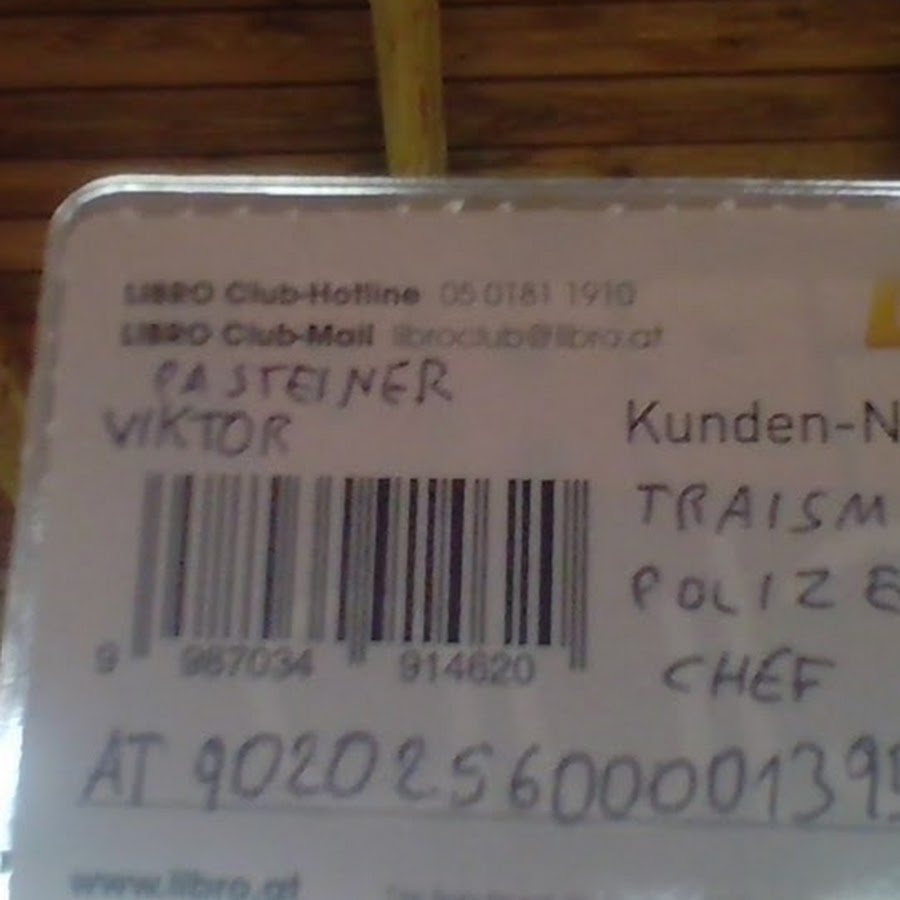 LIBRO Club-Hotline 05 0181 1910
LIBRO Club-Mail libroclub@libro.at
PASTEINER
VIKTOR
Kunden-N
TRAISM
POLIZE
CHEF
9 987034 914620
AT 90202560000139
www.libro.at